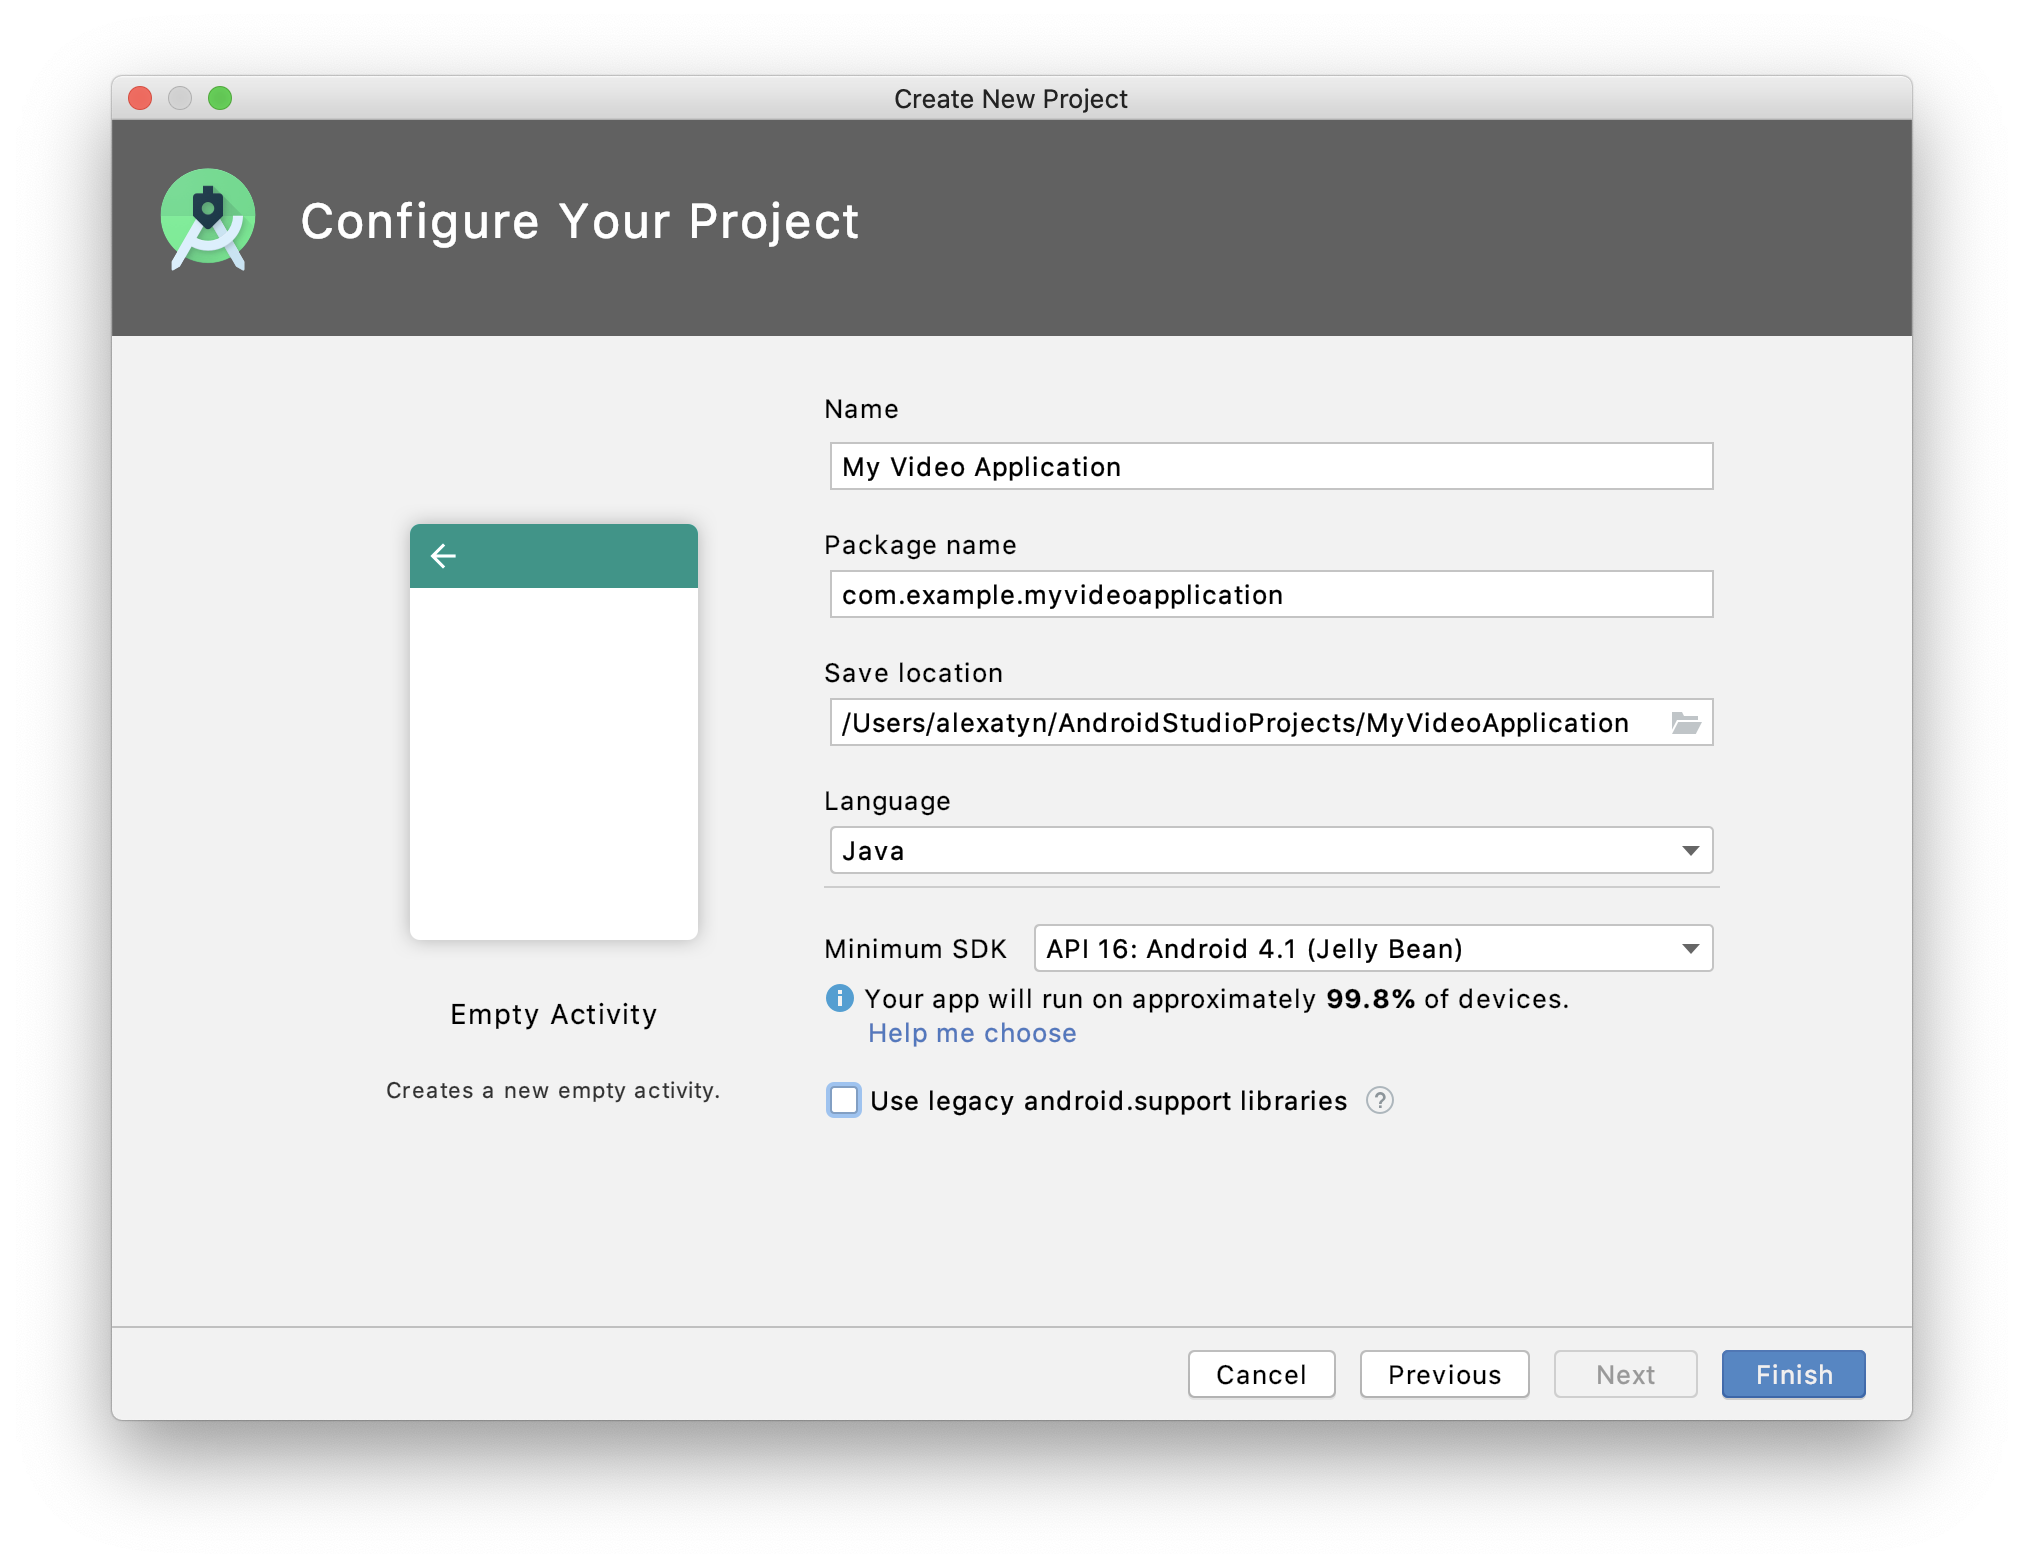 Create New Project
Configure Your Project
Name
My Video Application
Package name
com.example.myvideoapplication
Save location
/Users/alexatyn/AndroidStudioProjects/MyVideoApplication
Language
Java
Minimum SDK API 16: Android 4.1 (Jelly Bean)
Your app will run on approximately 99.8% of devices.
Help me choose
Use legacy android.support libraries ?
Empty Activity
Creates a new empty activity.
Cancel Previous Next Finish